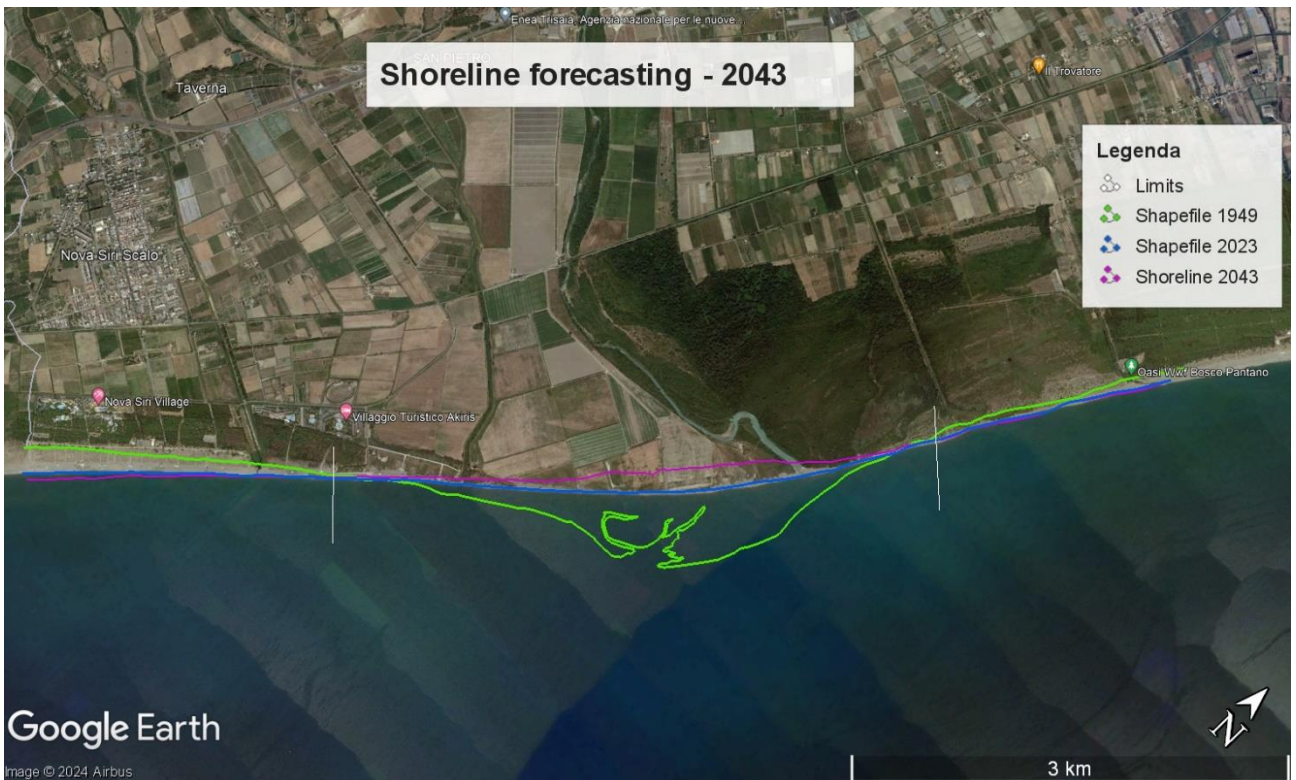 Enea Trisaia, Agenzia nazionale per le nuove...
SAN PIETRO
Shoreline forecasting - 2043
Il Trovatore
Taverna
Legenda
Limits
Shapefile 1949
Shapefile 2023
Shoreline 2043
Nova Siri Scalo
Oasi Wwf Bosco Pantano
Nova Siri Village
Villaggio Turistico Akiris
Google Earth
N
Image © 2024 Airbus
3 km